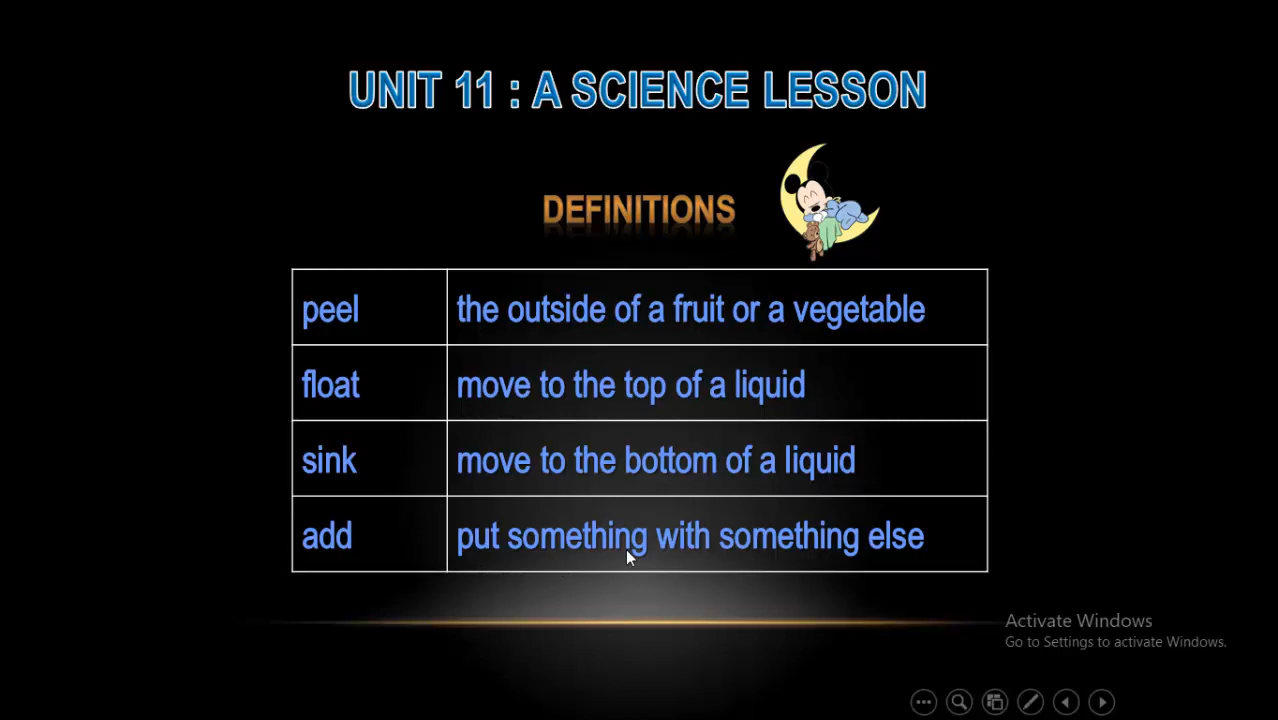 UNIT 11 : A SCIENCE LESSON
DEFINITIONS
peel the outside of a fruit or a vegetable
float move to the top of a liquid
sink move to the bottom of a liquid
add put something with something else
Activate Windows
Go to Settings to activate Windows.